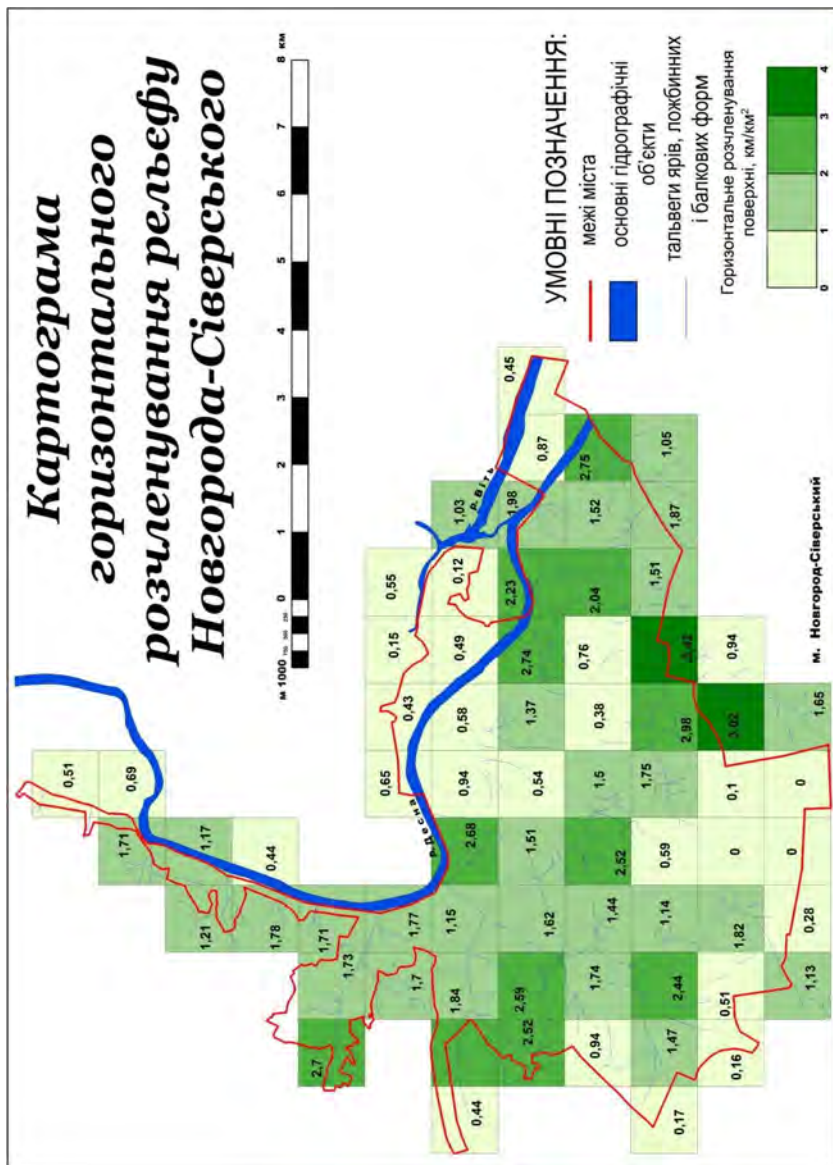 Картограма
горизонтального
розчленування рельєфу
Новгорода-Сіверського
м 1000 750 500 250 0 1 2 3 4 5 6 7 8 км
0,51
1,71 0,69
1,21 1,17
1,78 0,44
2,7 1,73 1,71
1,7 1,77 0,65 0,43 0,15 0,55
р. Десна
р. Віть
0,44 1,84 1,15 2,68 0,94 0,58 0,49 0,12 1,03
2,52 2,59 1,62 1,51 0,54 1,37 2,74 2,23 1,98 0,87 0,45
0,94 1,74 1,44 2,52 1,5 0,38 0,76 2,04 1,52 2,75
0,17 1,47 2,44 1,14 0,59 1,75 2,98 3,42 1,51 1,87 1,05
0,16 0,51 1,82 0 0,1 3,02 0,94
1,13 0,28 0 0 1,65
м. Новгород-Сіверський
УМОВНІ ПОЗНАЧЕННЯ:
межі міста
основні гідрографічні
об'єкти
тальвеги ярів, ложбинних
і балкових форм
Горизонтальне розчленування
поверхні, км/км²
0 1 2 3 4